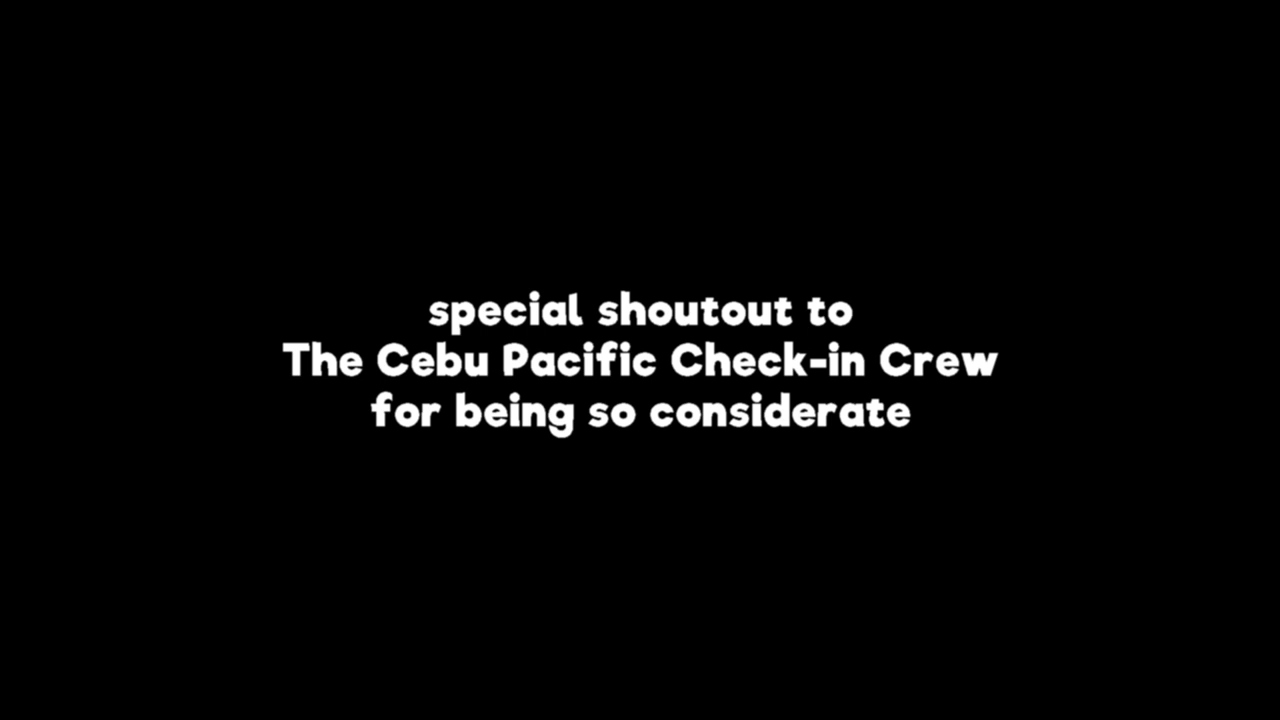 special shoutout to
The Cebu Pacific Check-in Crew
for being so considerate